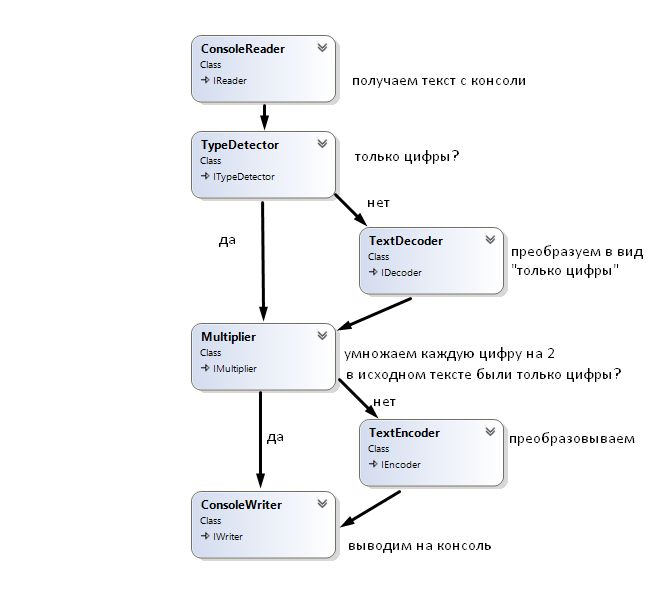 ConsoleReader
Class
IReader
получаем текст с консоли
TypeDetector
Class
ITypeDetector
только цифры?
нет
да
TextDecoder
Class
IDecoder
преобразуем в вид
"только цифры"
Multiplier
Class
IMultiplier
умножаем каждую цифру на 2
в исходном тексте были только цифры?
нет
да
TextEncoder
Class
IEncoder
преобразовываем
ConsoleWriter
Class
IWriter
выводим на консоль